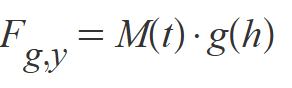 F_{g,y} = M(t) · g(h)